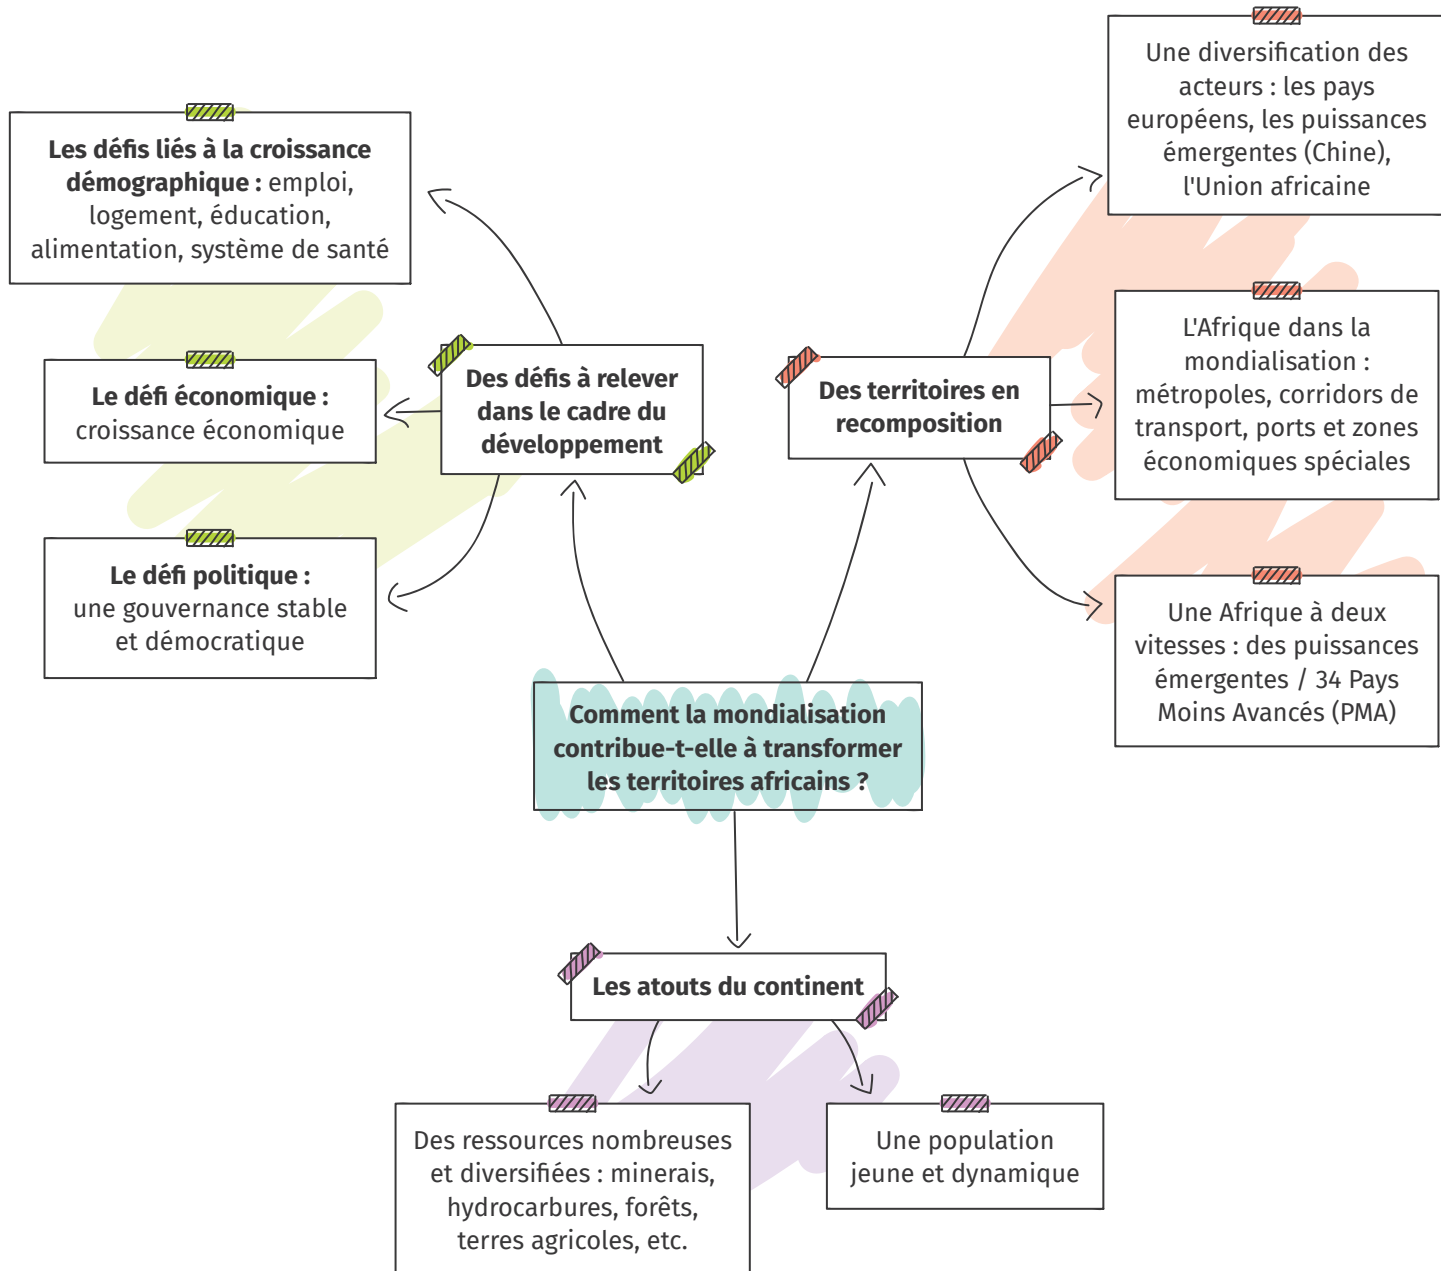 Une diversification des
acteurs : les pays
européens, les puissances
émergentes (Chine),
l'Union africaine
Les défis liés à la croissance
démographique : emploi,
logement, éducation,
alimentation, système de santé
L'Afrique dans la
mondialisation :
métropoles, corridors de
transport, ports et zones
économiques spéciales
Des défis à relever
dans le cadre du
développement
Des territoires en
recomposition
Le défi économique :
croissance économique
Le défi politique :
une gouvernance stable
et démocratique
Une Afrique à deux
vitesses : des puissances
émergentes / 34 Pays
Moins Avancés (PMA)
Comment la mondialisation
contribue-t-elle à transformer
les territoires africains ?
Les atouts du continent
Des ressources nombreuses
et diversifiées : minerais,
hydrocarbures, forêts,
terres agricoles, etc.
Une population
jeune et dynamique